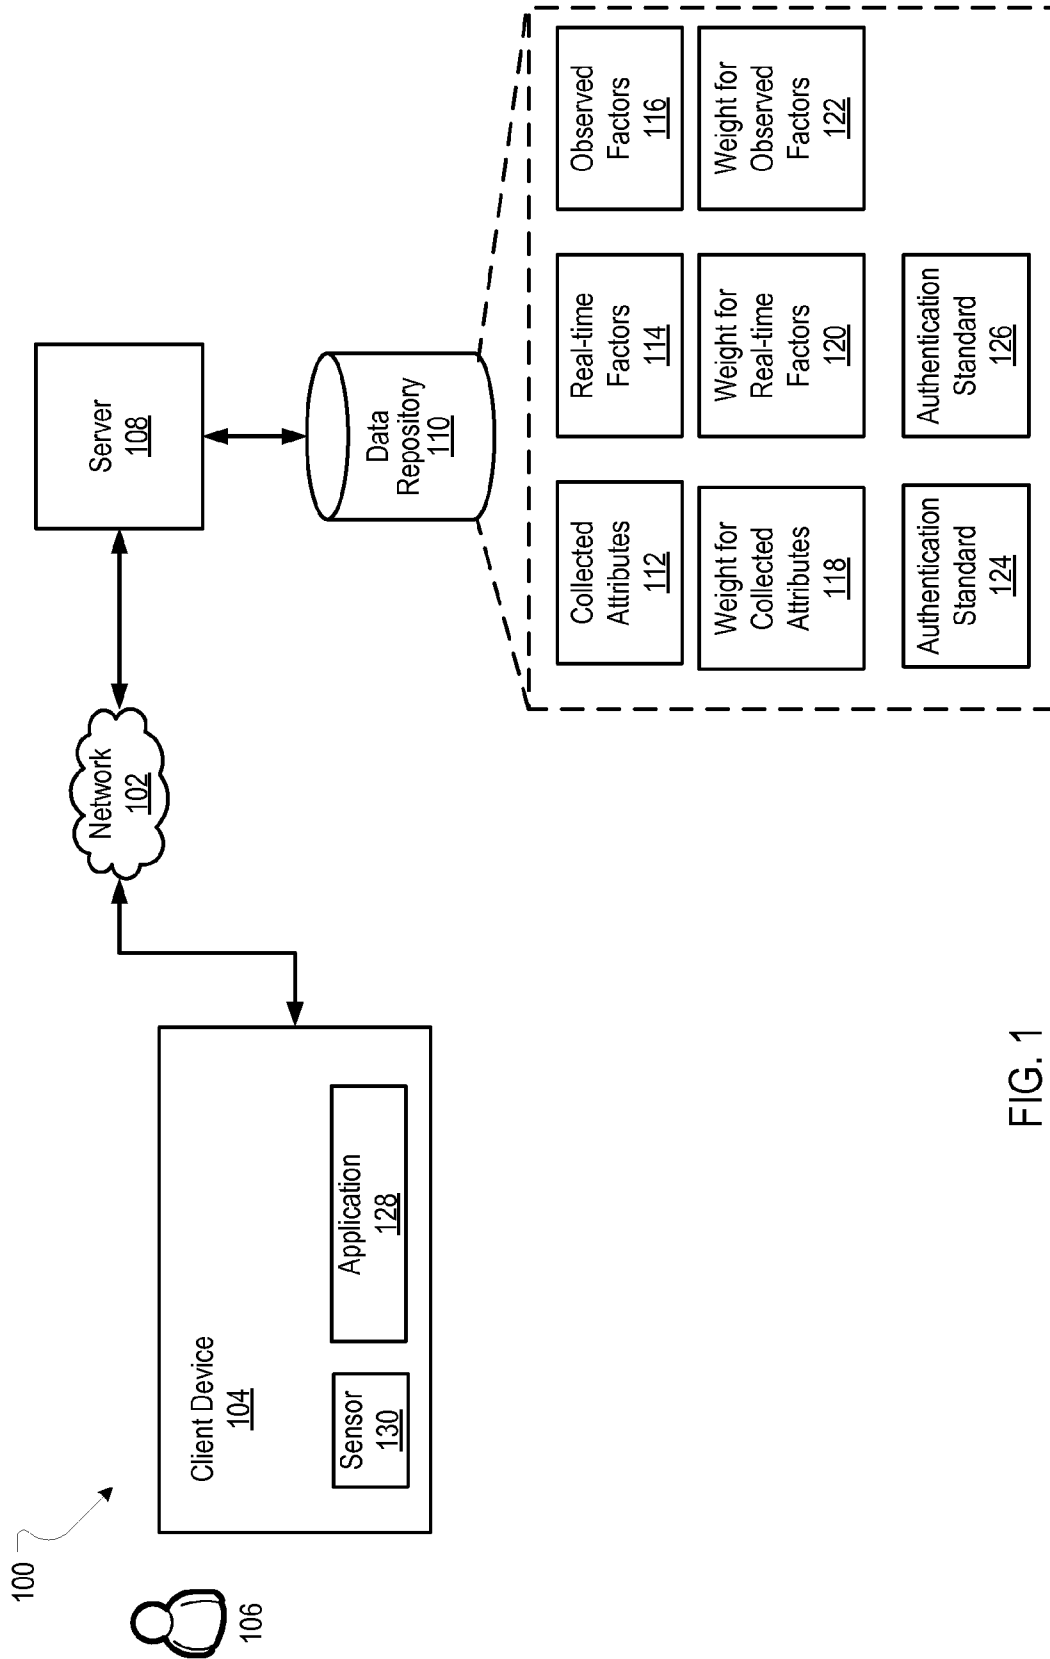 100
106
Client Device
104
Sensor
130
Application
128
Network
102
Server
108
Data
Repository
110
Collected
Attributes
112
Real-time
Factors
114
Observed
Factors
116
Weight for
Collected
Attributes
118
Weight for
Real-time
Factors
120
Weight for
Observed
Factors
122
Authentication
Standard
124
Authentication
Standard
126
FIG. 1